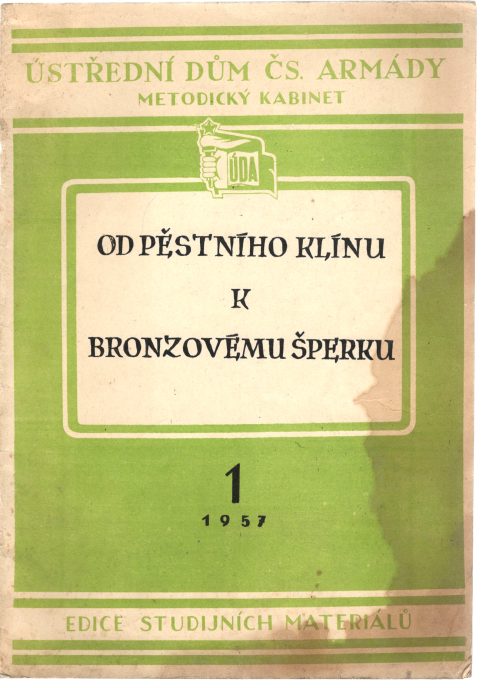 ÚSTŘEDNÍ DŮM ČS. ARMÁDY
METODICKÝ KABINET
ÚDA
OD PĚSTNÍHO KLÍNU
K
BRONZOVÉMU ŠPERKU
1
1957
EDICE STUDIJNÍCH MATERIÁLŮ